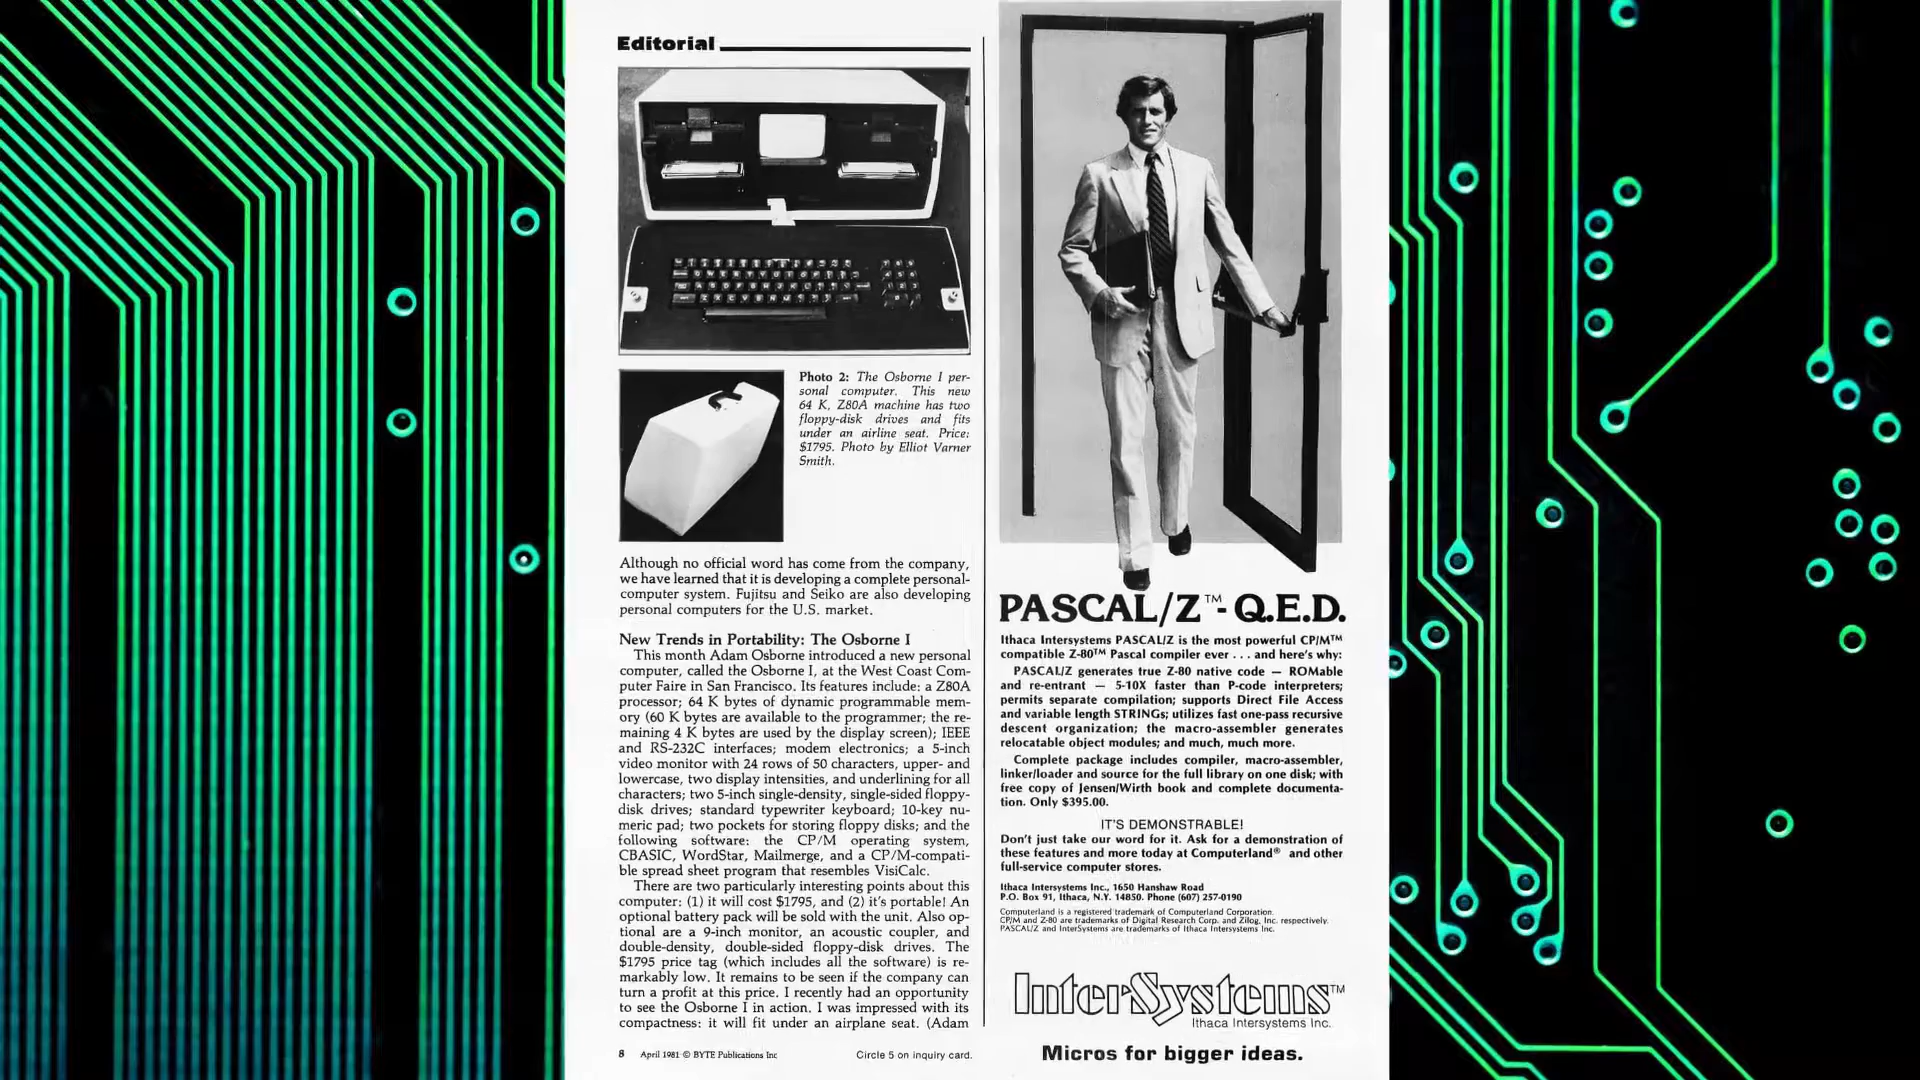 Editorial
Photo 2: The Osborne I per-
sonal computer. This new
64 K, Z80A machine has two
floppy-disk drives and fits
under an airline seat. Price:
$1795. Photo by Elliot Varner
Smith.
Although no official word has come from the company,
we have learned that it is developing a complete personal-
computer system. Fujitsu and Seiko are also developing
personal computers for the U.S. market.
New Trends in Portability: The Osborne I
This month Adam Osborne introduced a new personal
computer, called the Osborne I, at the West Coast Com-
puter Faire in San Francisco. Its features include: a Z80A
processor; 64 K bytes of dynamic programmable mem-
ory (60 K bytes are available to the programmer; the re-
maining 4 K bytes are used by the display screen); IEEE
and RS-232C interfaces; modem electronics; a 5-inch
video monitor with 24 rows of 50 characters, upper- and
lowercase, two display intensities, and underlining for all
characters; two 5-inch single-density, single-sided floppy-
disk drives; standard typewriter keyboard; 10-key nu-
meric pad; two pockets for storing floppy disks; and the
following software: the CP/M operating system,
CBASIC, WordStar, Mailmerge, and a CP/M-compati-
ble spread sheet program that resembles VisiCalc.
There are two particularly interesting points about this
computer: (1) it will cost $1795, and (2) it's portable! An
optional battery pack will be sold with the unit. Also op-
tional are a 9-inch monitor, an acoustic coupler, and
double-density, double-sided floppy-disk drives. The
$1795 price tag (which includes all the software) is re-
markably low. It remains to be seen if the company can
turn a profit at this price. I recently had an opportunity
to see the Osborne I in action. I was impressed with its
compactness: it will fit under an airplane seat. (Adam
8 April 1981 © BYTE Publications Inc
Circle 5 on inquiry card.
PASCAL/Z™- Q.E.D.
Ithaca Intersystems PASCAL/Z is the most powerful CP/M™
compatible Z-80™ Pascal compiler ever . . . and here's why:
PASCAL/Z generates true Z-80 native code — ROMable
and re-entrant — 5-10X faster than P-code interpreters;
permits separate compilation; supports Direct File Access
and variable length STRINGs; utilizes fast one-pass recursive
descent organization; the macro-assembler generates
relocatable object modules; and much, much more.
Complete package includes compiler, macro-assembler,
linker/loader and source for the full library on one disk; with
free copy of Jensen/Wirth book and complete documenta-
tion. Only $395.00.
IT'S DEMONSTRABLE!
Don't just take our word for it. Ask for a demonstration of
these features and more today at Computerland® and other
full-service computer stores.
Ithaca Intersystems Inc., 1650 Hanshaw Road
P.O. Box 91, Ithaca, N.Y. 14850. Phone (607) 257-0190
Computerland is a registered trademark of Computerland Corporation.
CP/M and Z-80 are trademarks of Digital Research Corp. and Zilog, Inc. respectively.
PASCAL/Z and InterSystems are trademarks of Ithaca Intersystems Inc.
InterSystems™
Ithaca Intersystems Inc.
Micros for bigger ideas.